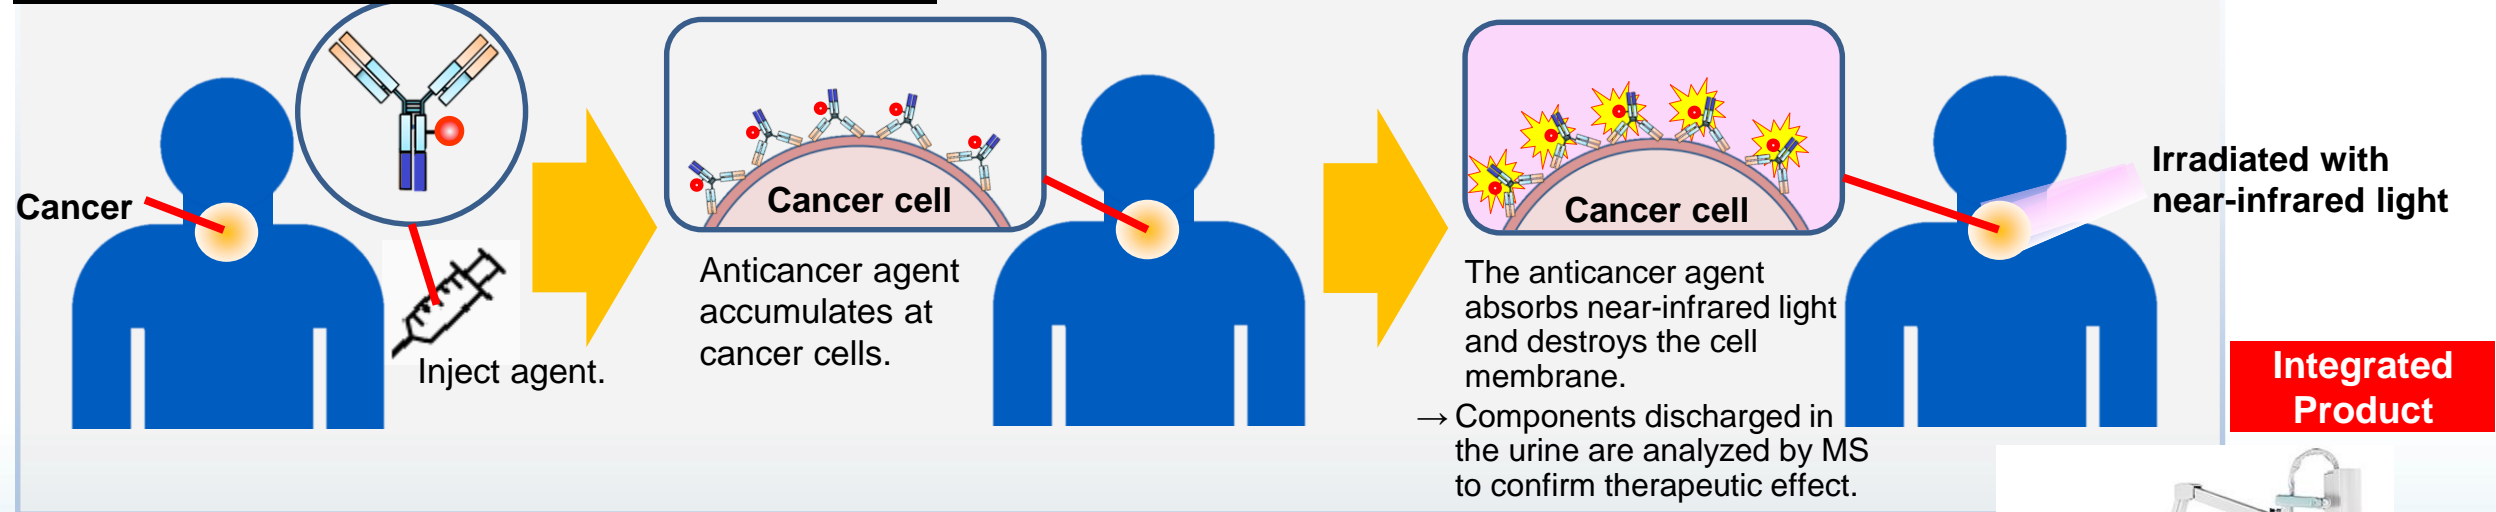 Cancer
Inject agent.
Cancer cell
Anticancer agent
accumulates at
cancer cells.
Cancer cell
The anticancer agent
absorbs near-infrared light
and destroys the cell
membrane.
→ Components discharged in
the urine are analyzed by MS
to confirm therapeutic effect.
Irradiated with
near-infrared light
Integrated
Product